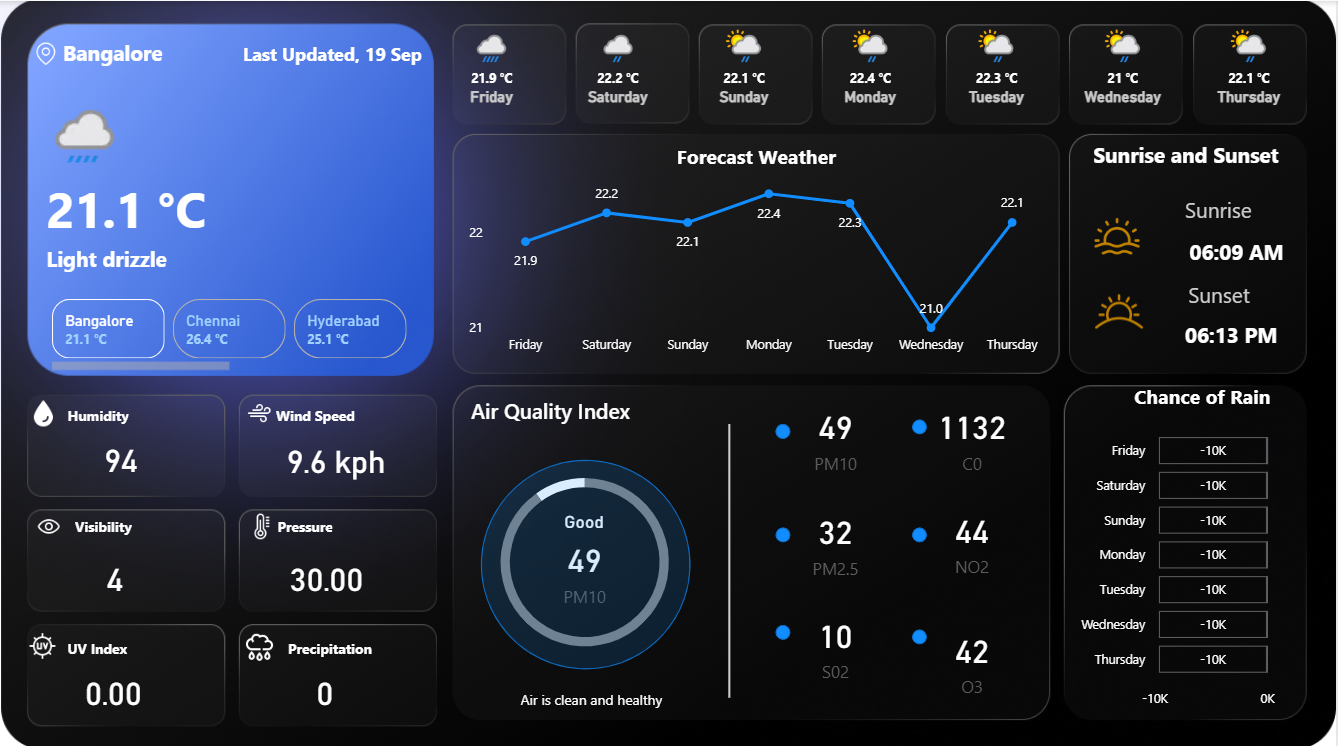 Bangalore
Last Updated, 19 Sep
21.1 °C
Light drizzle
Bangalore
21.1 °C
Chennai
26.4 °C
Hyderabad
25.1 °C
21.9 °C
Friday
22.2 °C
Saturday
22.1 °C
Sunday
22.4 °C
Monday
22.3 °C
Tuesday
21 °C
Wednesday
22.1 °C
Thursday
Forecast Weather
22
21
21.9
22.2
22.1
22.4
22.3
21.0
22.1
Friday Saturday Sunday Monday Tuesday Wednesday Thursday
Sunrise and Sunset
Sunrise
06:09 AM
Sunset
06:13 PM
Humidity
94
Wind Speed
9.6 kph
Visibility
4
Pressure
30.00
UV
UV Index
0.00
Precipitation
0
Air Quality Index
Good
49
PM10
Air is clean and healthy
49
PM10
1132
C0
32
PM2.5
44
NO2
10
S02
42
O3
Chance of Rain
Friday -10K
Saturday -10K
Sunday -10K
Monday -10K
Tuesday -10K
Wednesday -10K
Thursday -10K
-10K 0K